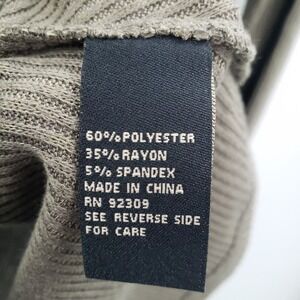 60% POLYESTER
35% RAYON
5% SPANDEX
MADE IN CHINA
RN 92309
SEE REVERSE SIDE
FOR CARE